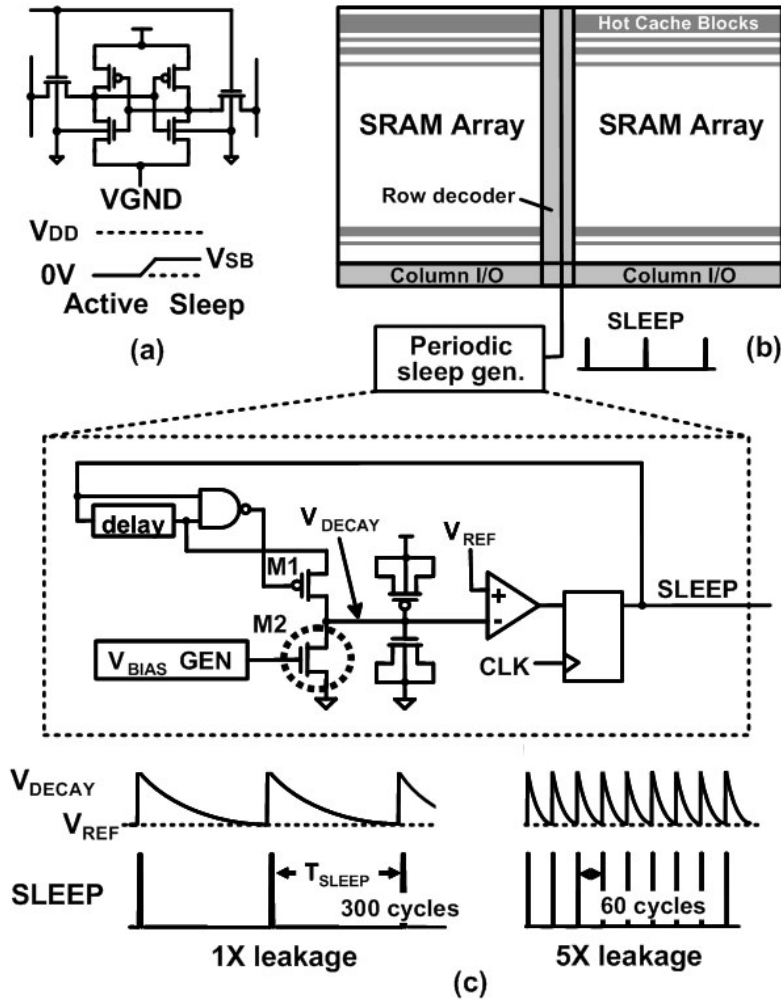 Hot Cache Blocks
SRAM Array
SRAM Array
VGND
Row decoder
VDD
0V
VSB
Active Sleep
Column I/O
Column I/O
(a)
SLEEP
(b)
Periodic
sleep gen.
delay
VDECAY
VREF
M1
SLEEP
+
M2
-
VBIAS GEN
CLK
VDECAY
VREF
TSLEEP
SLEEP
300 cycles
60 cycles
1X leakage
5X leakage
(c)